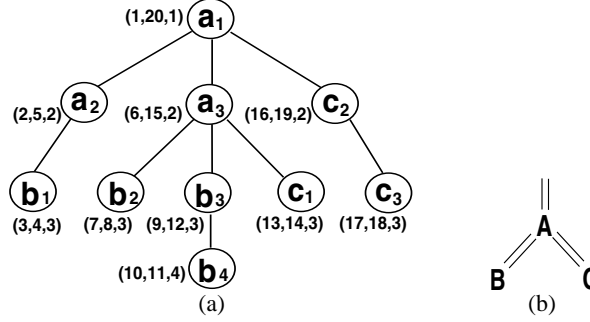 (1,20,1) a1
(2,5,2) a2 (6,15,2) a3 (16,19,2) c2
b1 b2 b3 c1 c3
(3,4,3) (7,8,3) (9,12,3) (13,14,3) (17,18,3)
(10,11,4) b4
A
B C
(a) (b)